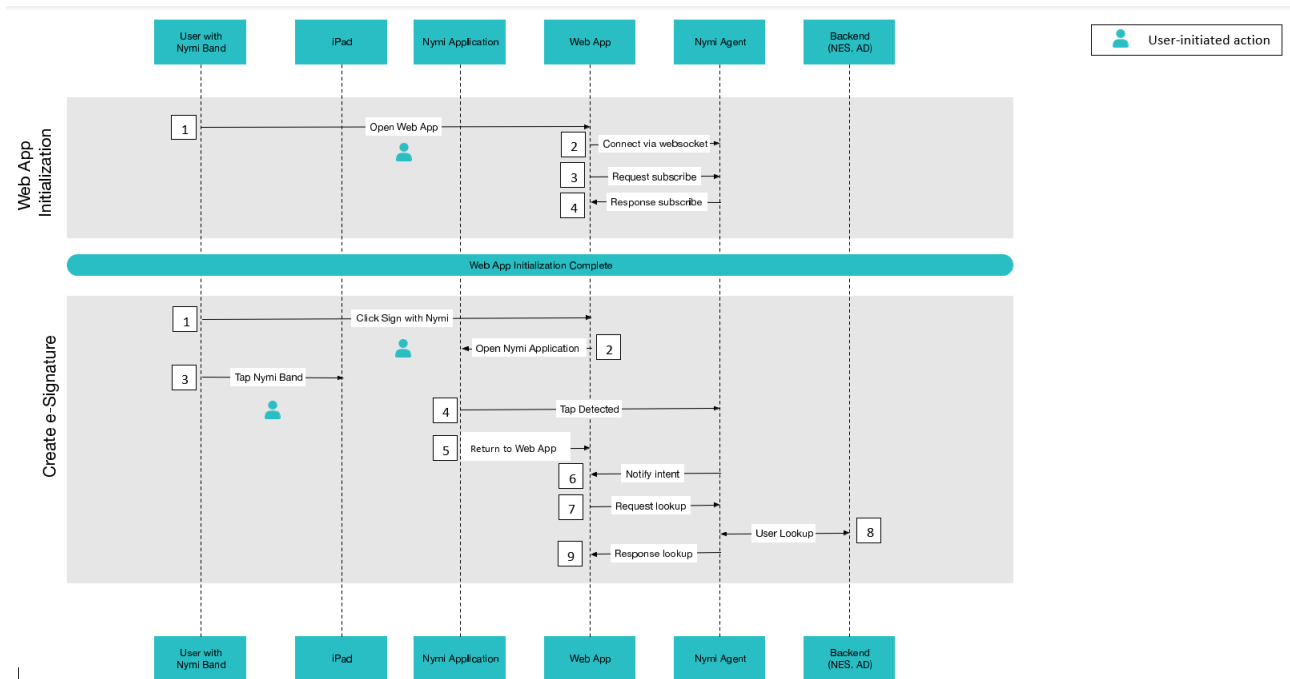 User with
Nymi Band
iPad
Nymi Application
Web App
Nymi Agent
Backend
(NES. AD)
User-initiated action
Web App
Initialization
1
Open Web App
2
Connect via websocket
3
Request subscribe
4
Response subscribe
Web App Initialization Complete
Create e-Signature
1
Click Sign with Nymi
Open Nymi Application
2
3
Tap Nymi Band
4
Tap Detected
5
Return to Web App
6
Notify intent
7
Request lookup
User Lookup
8
9
Response lookup
User with
Nymi Band
iPad
Nymi Application
Web App
Nymi Agent
Backend
(NES. AD)